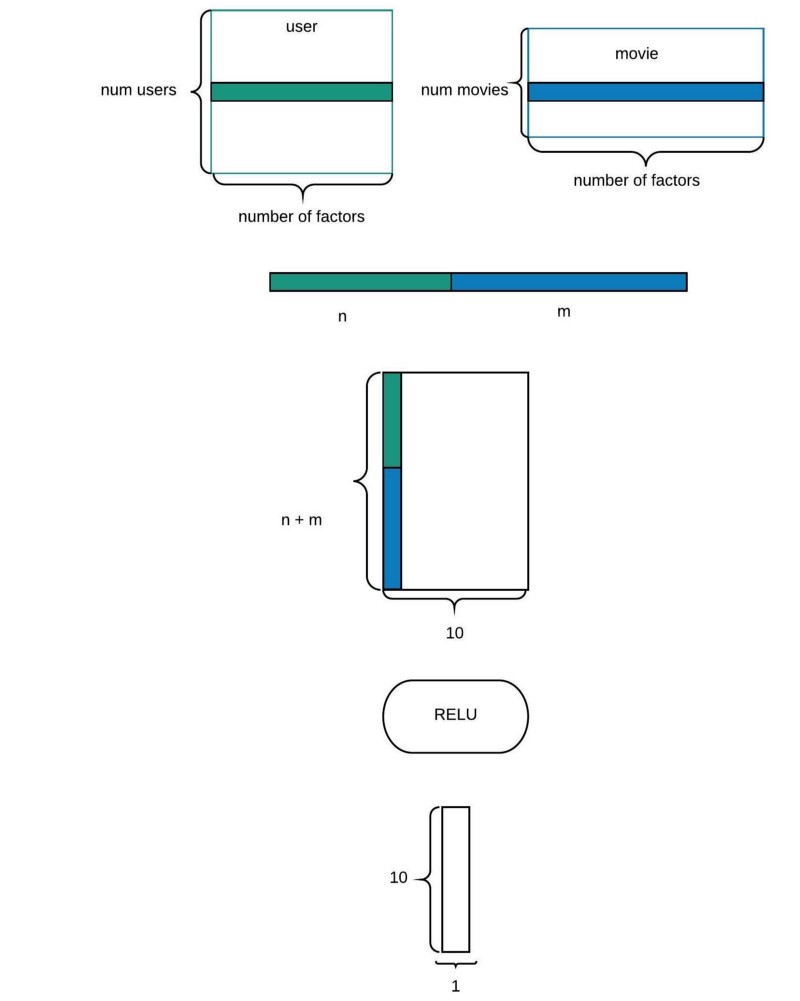 user
num users
number of factors
movie
num movies
number of factors
n
m
n + m
10
RELU
10
1